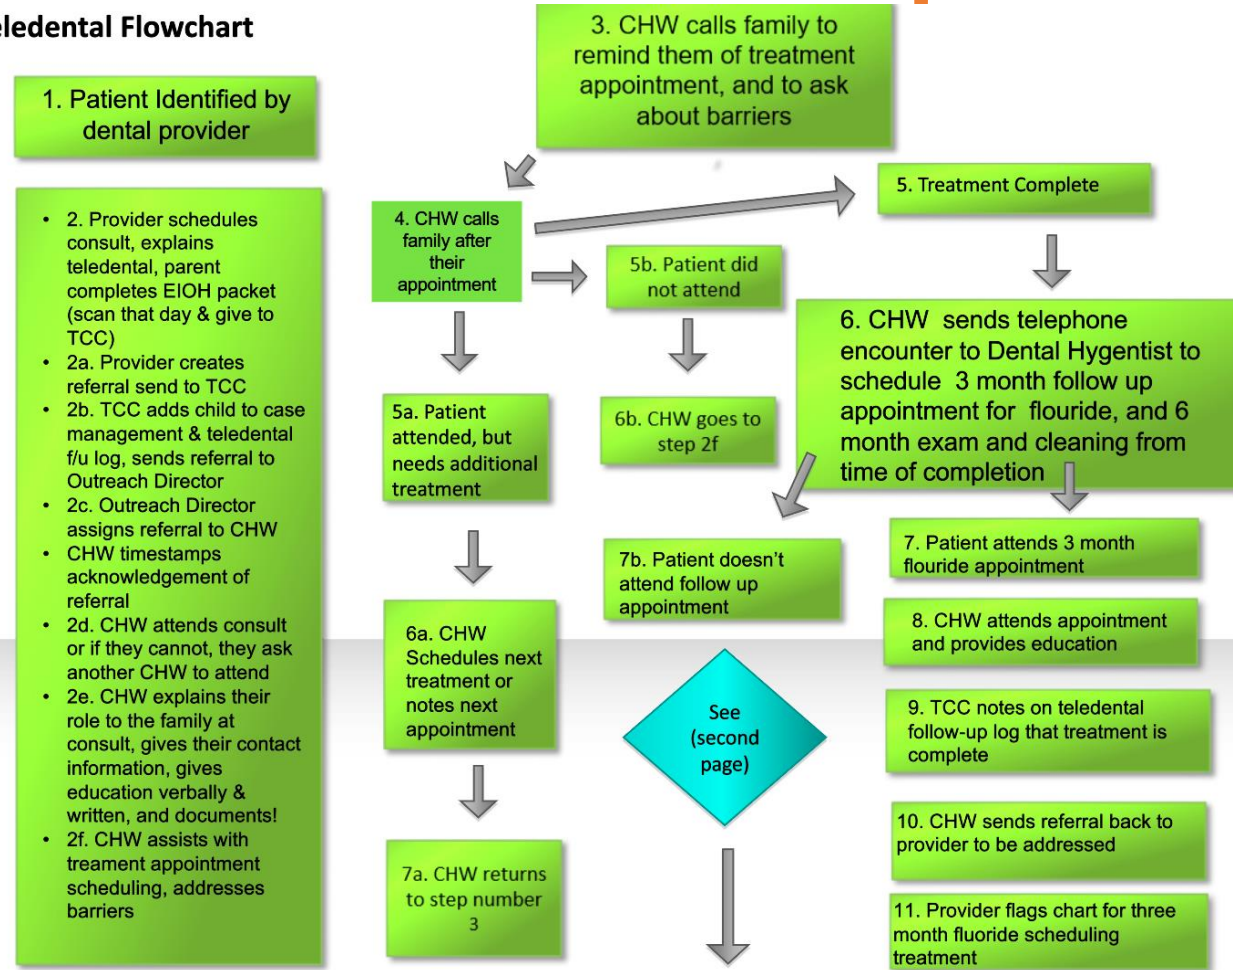 eledental Flowchart
1. Patient Identified by
dental provider
• 2. Provider schedules
consult, explains
teledental, parent
completes EIOH packet
(scan that day & give to
TCC)
• 2a. Provider creates
referral send to TCC
• 2b. TCC adds child to case
management & teledental
f/u log, sends referral to
Outreach Director
• 2c. Outreach Director
assigns referral to CHW
• CHW timestamps
acknowledgement of
referral
• 2d. CHW attends consult
or if they cannot, they ask
another CHW to attend
• 2e. CHW explains their
role to the family at
consult, gives their contact
information, gives
education verbally &
written, and documents!
• 2f. CHW assists with
treament appointment
scheduling, addresses
barriers
3. CHW calls family to
remind them of treatment
appointment, and to ask
about barriers
4. CHW calls
family after
their
appointment
5. Treatment Complete
5b. Patient did
not attend
6b. CHW goes to
step 2f
5a. Patient
attended, but
needs additional
treatment
6a. CHW
Schedules next
treatment or
notes next
appointment
7a. CHW returns
to step number
3
6. CHW sends telephone
encounter to Dental Hygentist to
schedule 3 month follow up
appointment for flouride, and 6
month exam and cleaning from
time of completion
7b. Patient doesn't
attend follow up
appointment
See
(second
page)
7. Patient attends 3 month
flouride appointment
8. CHW attends appointment
and provides education
9. TCC notes on teledental
follow-up log that treatment is
complete
10. CHW sends referral back to
provider to be addressed
11. Provider flags chart for three
month fluoride scheduling
treatment